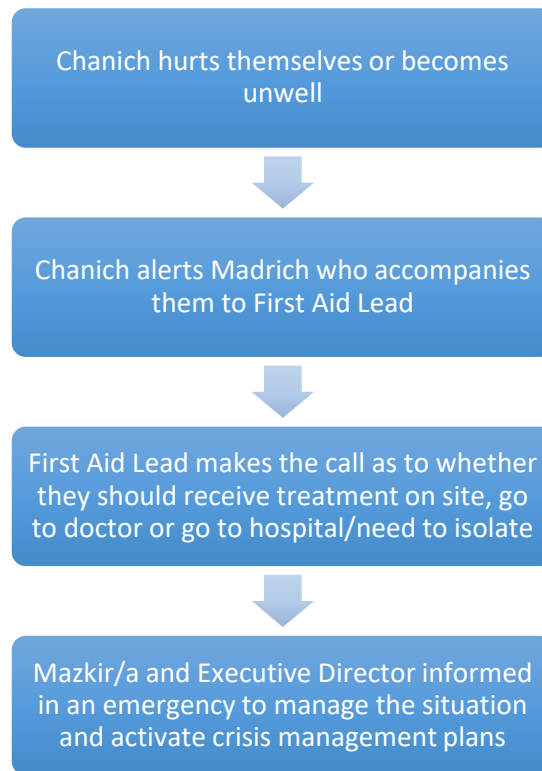 Chanich hurts themselves or becomes
unwell
Chanich alerts Madrich who accompanies
them to First Aid Lead
First Aid Lead makes the call as to whether
they should receive treatment on site, go
to doctor or go to hospital/need to isolate
Mazkir/a and Executive Director informed
in an emergency to manage the situation
and activate crisis management plans